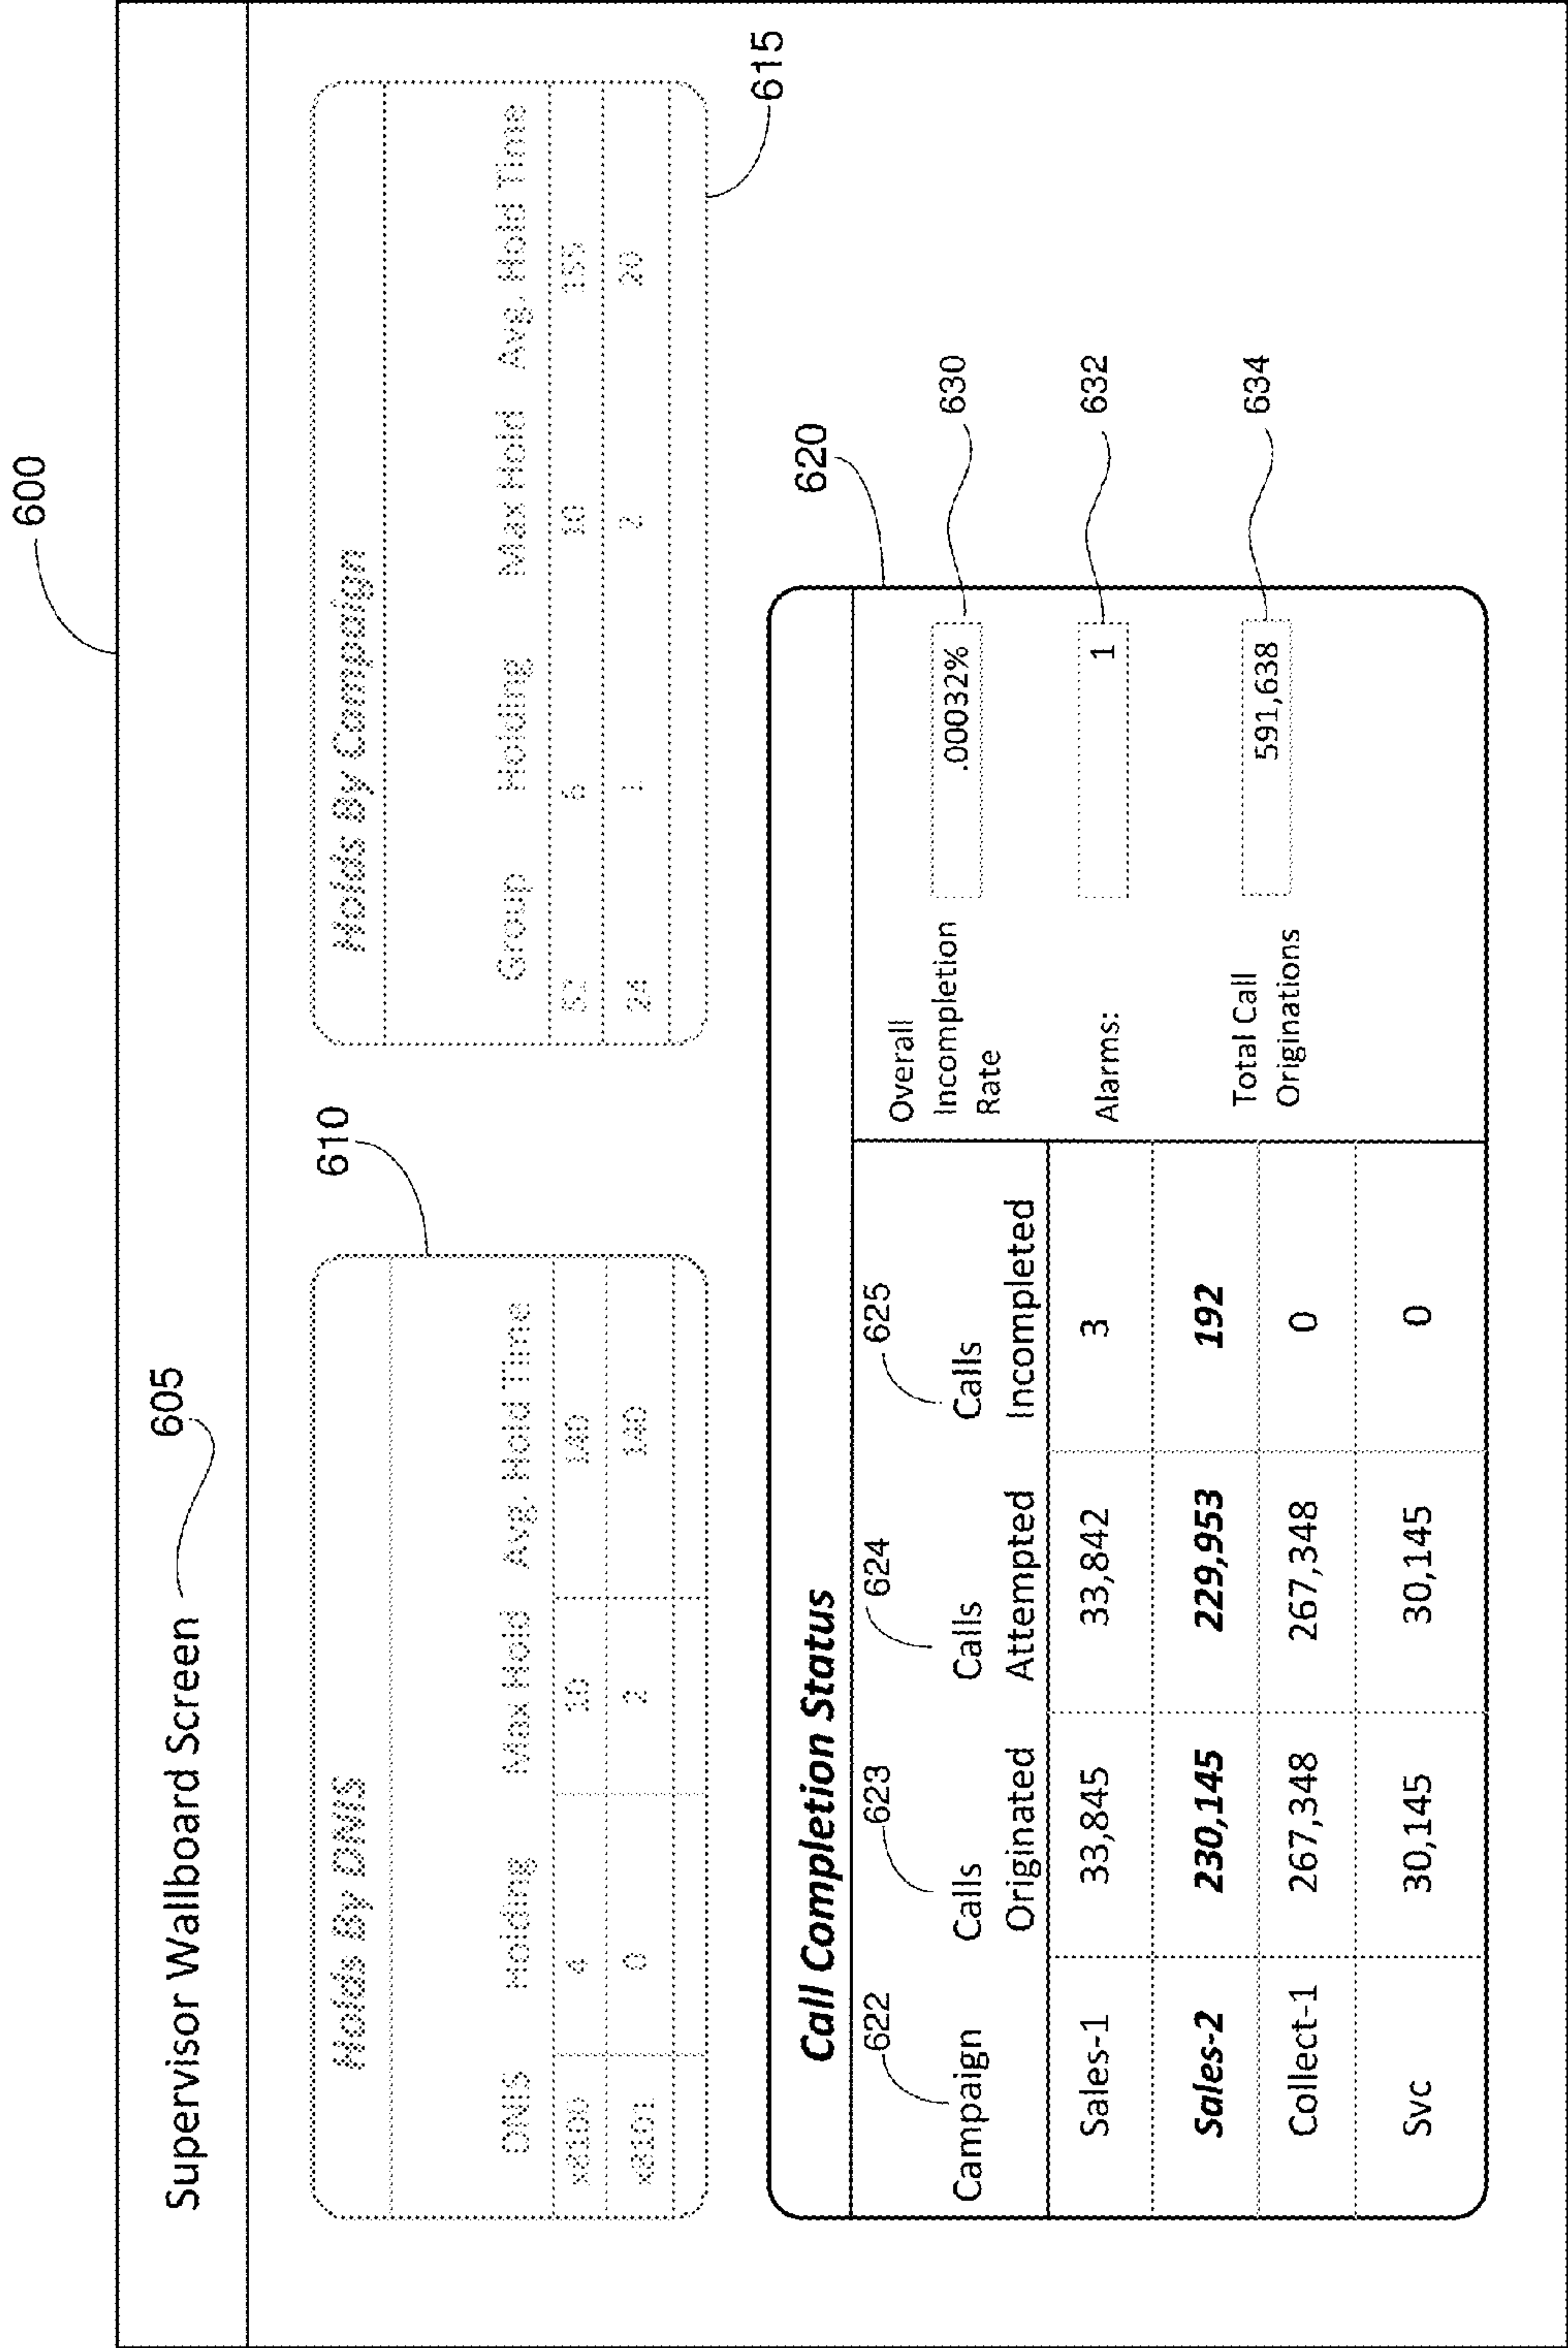 600
Supervisor Wallboard Screen 605
610
Holds By DNIS
DNIS Holding Max Hold Avg. Hold Time
x8100 4 10 140
x8101 0 2 140
615
Holds By Campaign
Group Holding Max Hold Avg. Hold Time
52 6 10 155
24 1 2 20
620
Call Completion Status
622 623 624 625
Campaign Calls Originated Calls Attempted Calls Incompleted
Sales-1 33,845 33,842 3
Sales-2 230,145 229,953 192
Collect-1 267,348 267,348 0
Svc 30,145 30,145 0
Overall
Incompletion .00032% 630
Rate
Alarms: 1 632
Total Call 591,638 634
Originations